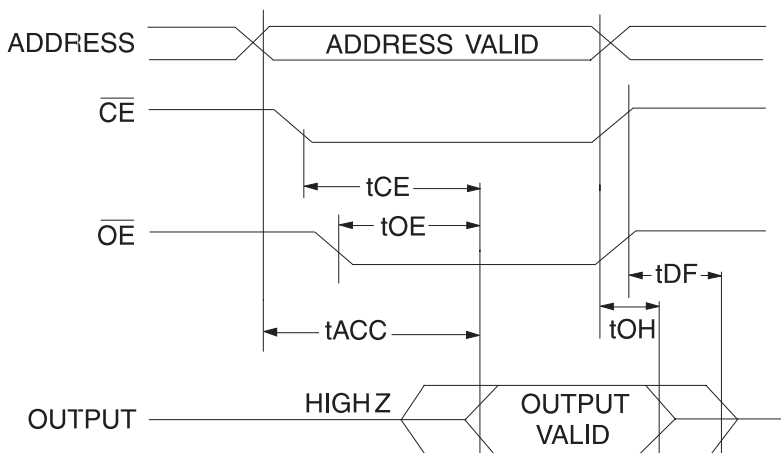 ADDRESS
ADDRESS VALID
CE
tCE
tOE
OE
tDF
tACC
tOH
HIGH Z
OUTPUT
OUTPUT
VALID